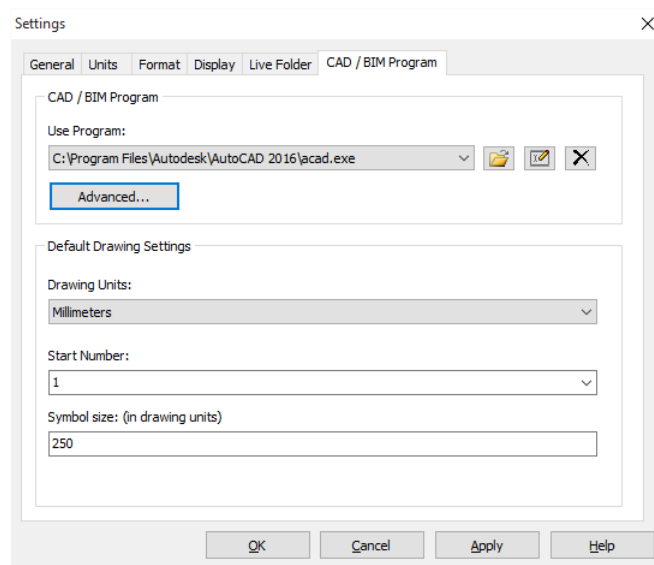 Settings
General Units Format Display Live Folder CAD / BIM Program
CAD / BIM Program
Use Program:
C:\Program Files\Autodesk\AutoCAD 2016\acad.exe
Advanced...
Default Drawing Settings
Drawing Units:
Millimeters
Start Number:
1
Symbol size: (in drawing units)
250
OK Cancel Apply Help